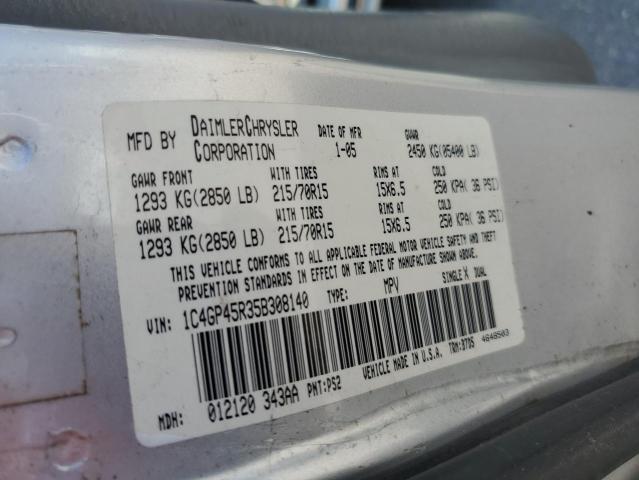 MFD BY DAIMLERCHRYSLER CORPORATION DATE OF MFR 1-05 GVWR 2450 KG(05400 LB)
GAWR FRONT WITH TIRES RIMS AT COLD
1293 KG(2850 LB) 215/70R15 15X6.5 250 KPA( 36 PSI)
GAWR REAR WITH TIRES RIMS AT COLD
1293 KG(2850 LB) 215/70R15 15X6.5 250 KPA( 36 PSI)
THIS VEHICLE CONFORMS TO ALL APPLICABLE FEDERAL MOTOR VEHICLE SAFETY AND THEFT
PREVENTION STANDARDS IN EFFECT ON THE DATE OF MANUFACTURE SHOWN ABOVE.
VIN: 1C4GP45R35B308140 TYPE: MPV SINGLE X DUAL
MDH: 012120 343AA PNT:PS2 VEHICLE MADE IN U.S.A. TRM:37D5 4648503